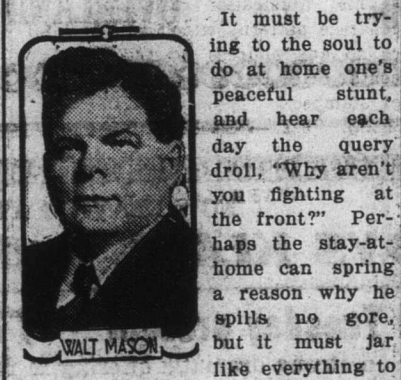 It must be try-
ing to the soul to
do at home one's
peaceful stunt,
and hear each
day the query
droll, "Why aren't
you fighting at
the front?" Per-
haps the stay-at-
home can spring
a reason why he
spills no gore,
but it must jar
like everything to
WALT MASON